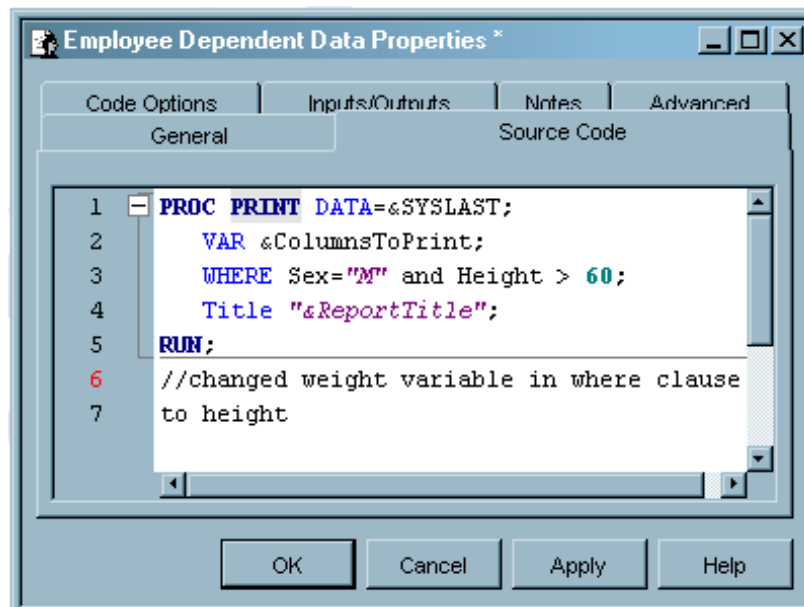 Employee Dependent Data Properties *
Code Options Inputs/Outputs Notes Advanced
General Source Code
1 PROC PRINT DATA=&SYSLAST;
2 VAR &ColumnsToPrint;
3 WHERE Sex="M" and Height > 60;
4 Title "&ReportTitle";
5 RUN;
6 //changed weight variable in where clause
7 to height
OK Cancel Apply Help